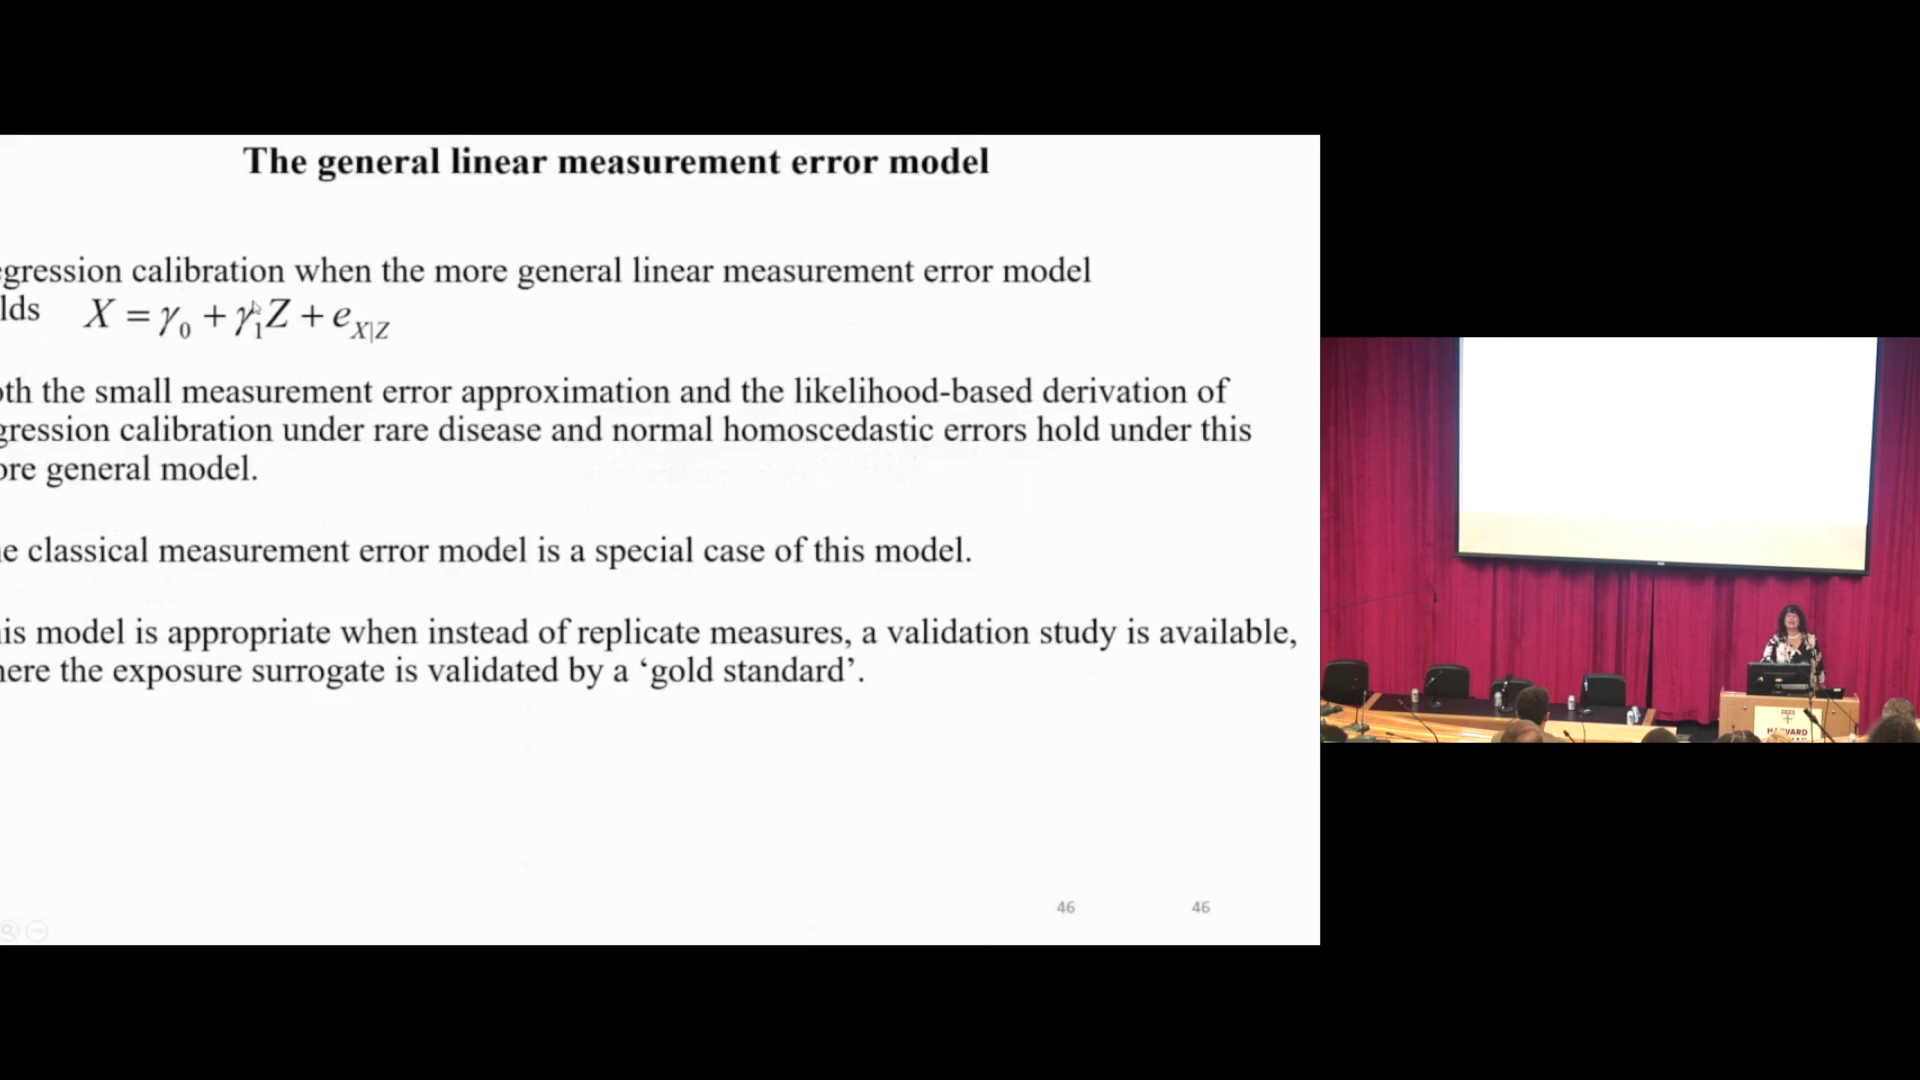 The general linear measurement error model
gression calibration when the more general linear measurement error model
lds X = γ₀ + γ₁Z + e_{X|Z}
th the small measurement error approximation and the likelihood-based derivation of
gression calibration under rare disease and normal homoscedastic errors hold under this
ore general model.
e classical measurement error model is a special case of this model.
is model is appropriate when instead of replicate measures, a validation study is available,
here the exposure surrogate is validated by a ‘gold standard’.
46 46
HARVARD